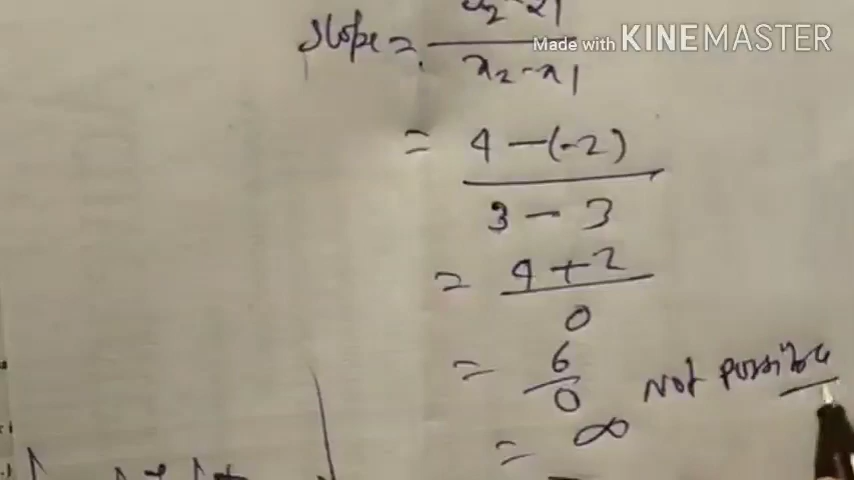 Made with KINEMASTER
slope =
x2 - x1
= 4 - (-2)
3 - 3
= 4 + 2
0
= 6
0
Not possible
= ∞